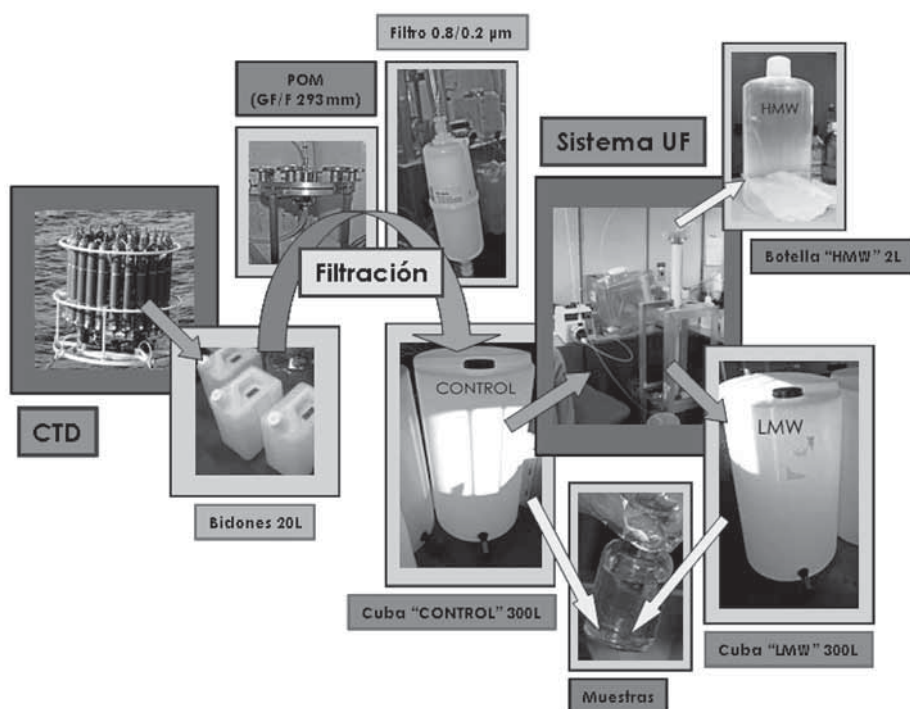 Filtro 0.8/0.2 µm
POM
(GF/F 293mm)
HMW
Sistema UF
Botella "HMW" 2L
Filtración
CONTROL
CTD
LMW
Bidones 20L
Cuba "CONTROL" 300L
Cuba "LMW" 300L
Muestras